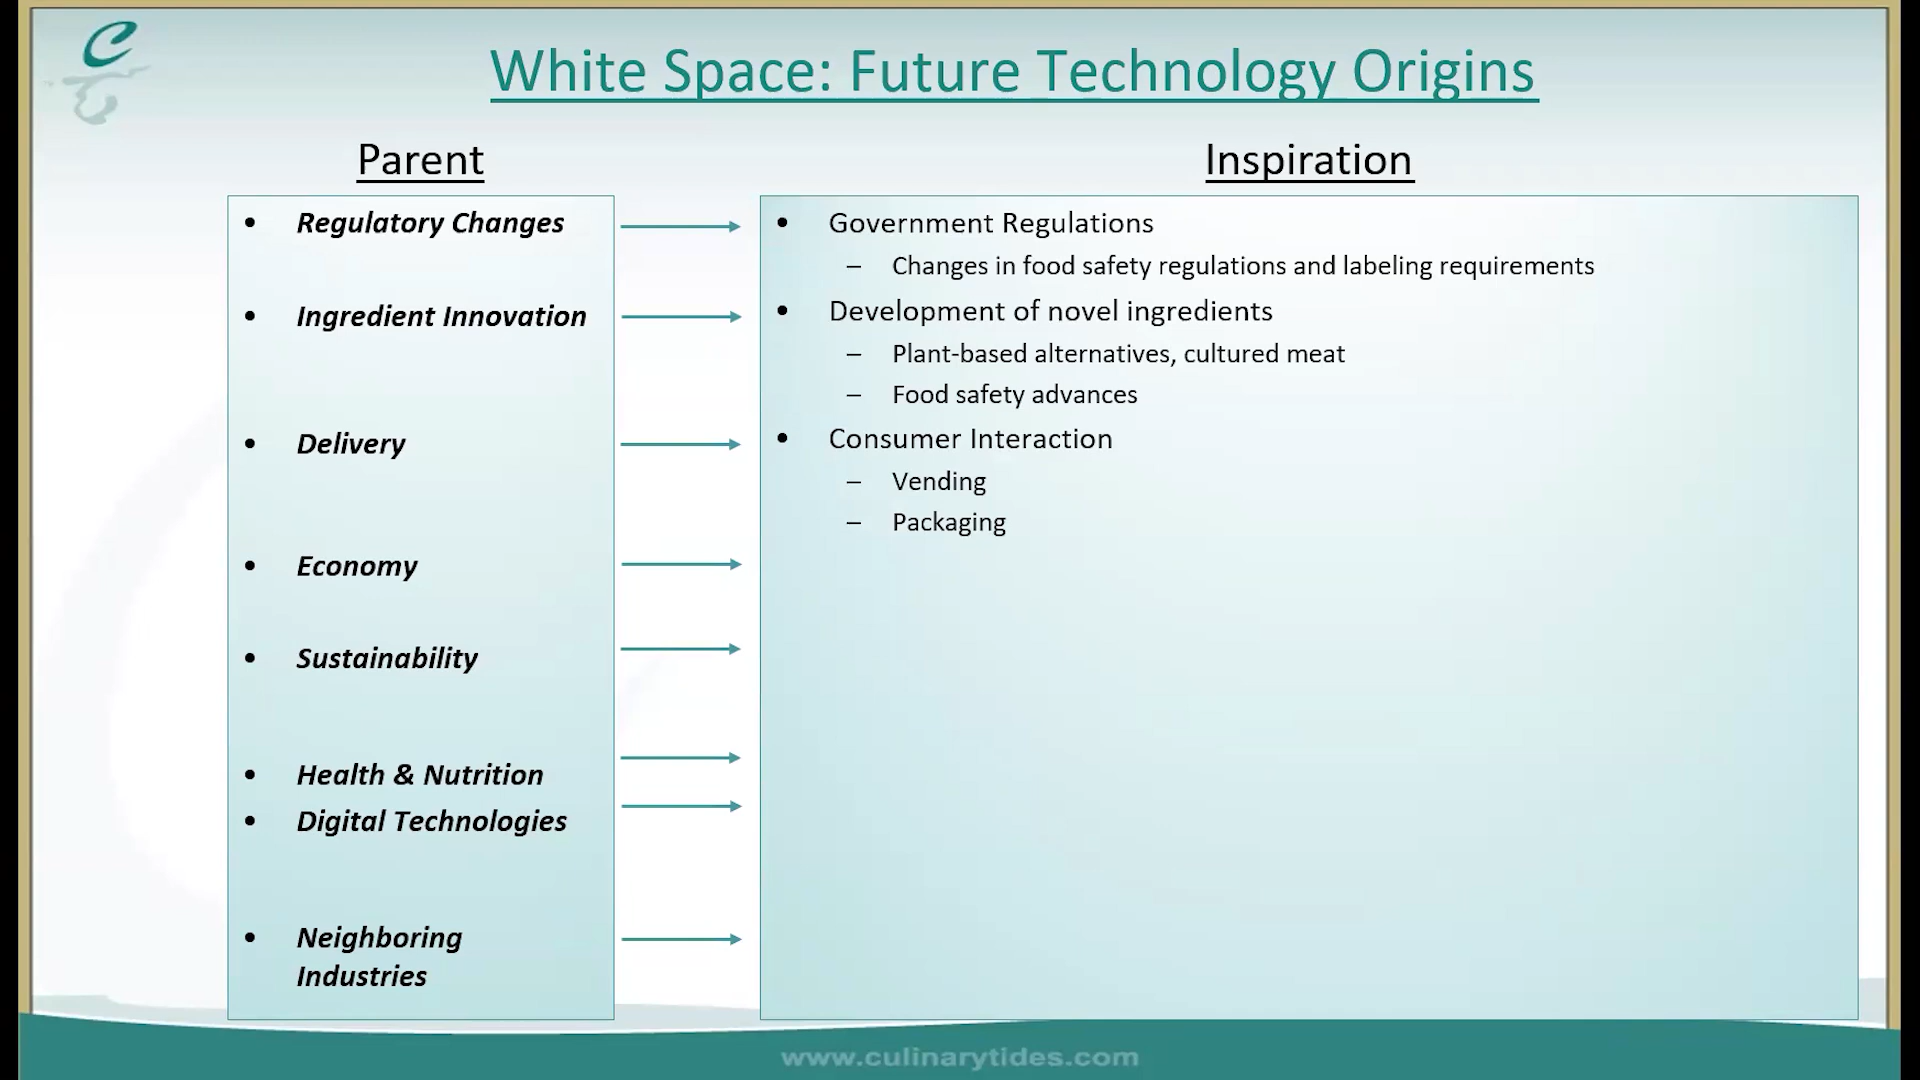 White Space: Future Technology Origins
Parent
• Regulatory Changes
• Ingredient Innovation
• Delivery
• Economy
• Sustainability
• Health & Nutrition
• Digital Technologies
• Neighboring
Industries
Inspiration
• Government Regulations
– Changes in food safety regulations and labeling requirements
• Development of novel ingredients
– Plant-based alternatives, cultured meat
– Food safety advances
• Consumer Interaction
– Vending
– Packaging
www.culinarytides.com